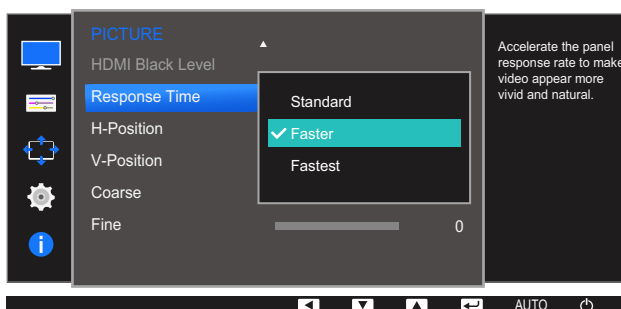 PICTURE
HDMI Black Level
Response Time
H-Position
V-Position
Coarse
Fine
0
Standard
Faster
Fastest
Accelerate the panel
response rate to make
video appear more
vivid and natural.
AUTO